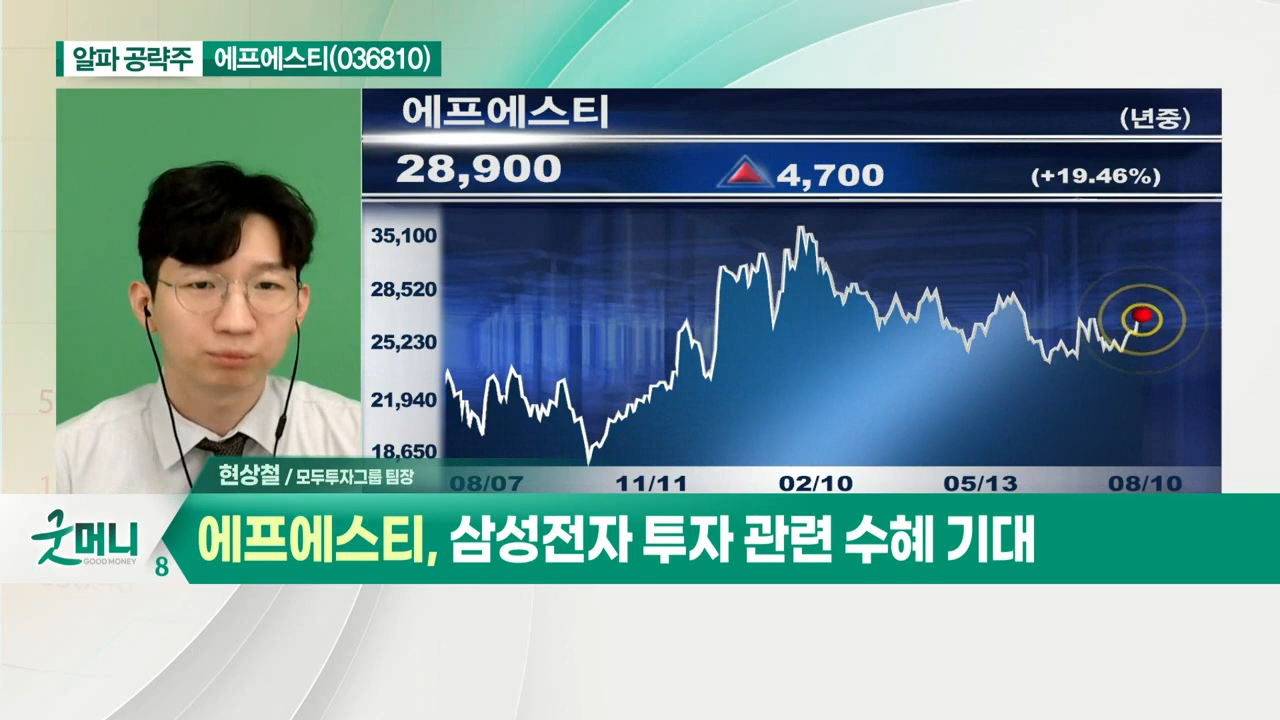 알파 공략주 에프에스티(036810)
에프에스티 (년중)
28,900 4,700 (+19.46%)
35,100
28,520
25,230
21,940
18,650
08/07 11/11 02/10 05/13 08/10
현상철 / 모두투자그룹 팀장
굿머니
GOOD MONEY
8
에프에스티, 삼성전자 투자 관련 수혜 기대
5
1